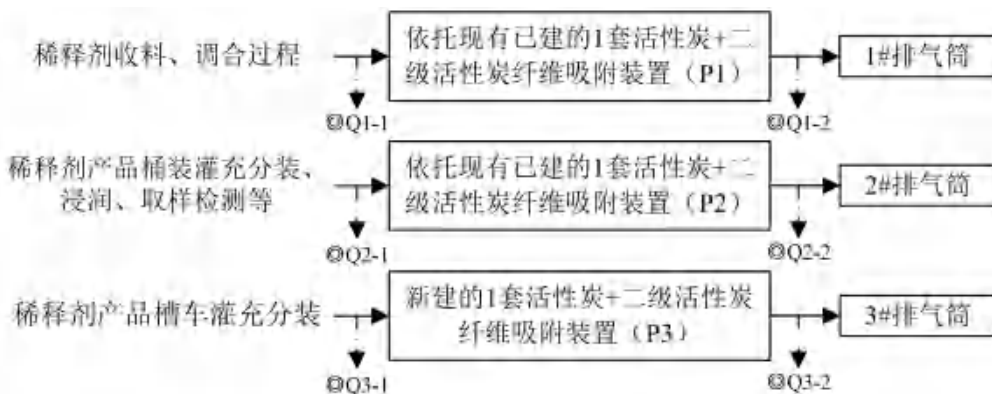 稀释剂收料、调合过程
依托现有已建的1套活性炭+二
级活性炭纤维吸附装置（P1）
1#排气筒
◎Q1-1
◎Q1-2
稀释剂产品桶装灌充分装、
浸润、取样检测等
依托现有已建的1套活性炭+二
级活性炭纤维吸附装置（P2）
2#排气筒
◎Q2-1
◎Q2-2
稀释剂产品槽车灌充分装
新建的1套活性炭+二级活性炭
纤维吸附装置（P3）
3#排气筒
◎Q3-1
◎Q3-2